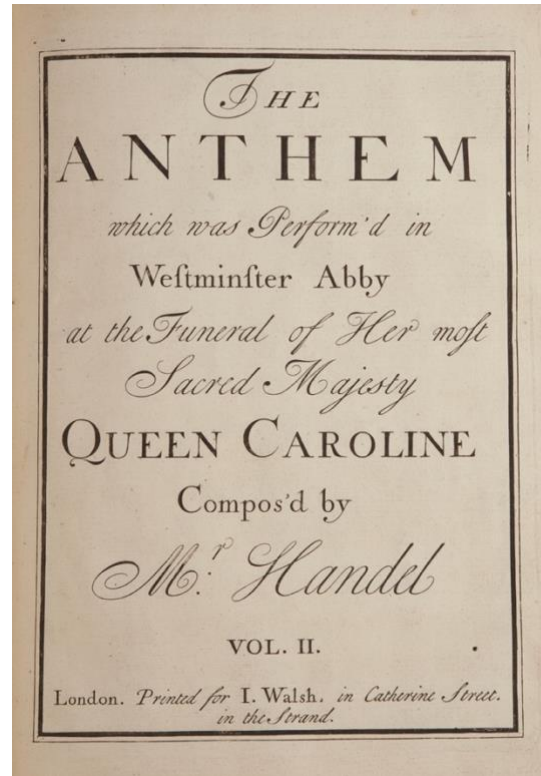 THE
ANTHEM
which was Perform'd in
Weſtminſter Abby
at the Funeral of Her moſt
Sacred Majesty
QUEEN CAROLINE
Compos'd by
Mr. Handel
VOL. II.
London. Printed for I. Walsh. in Catherine Street.
in the Strand.